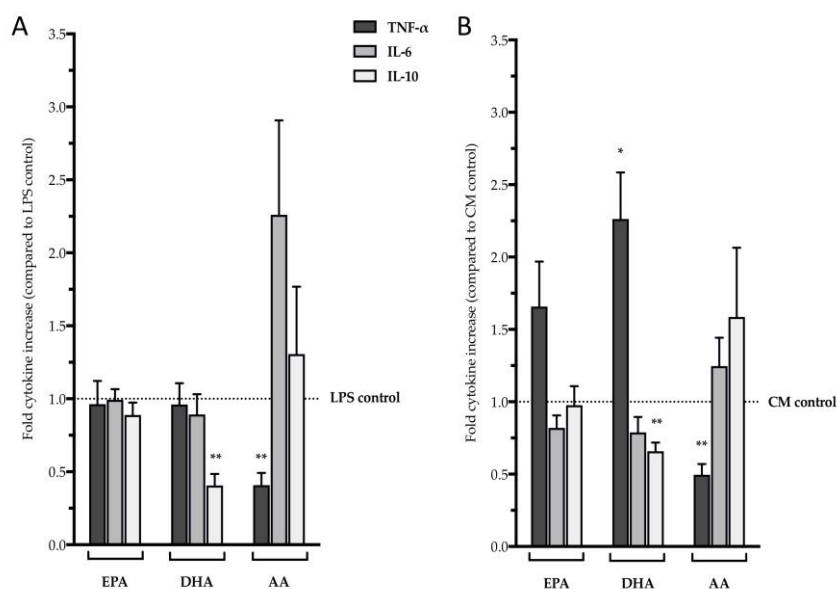 A
TNF-α
IL-6
IL-10
Fold cytokine increase (compared to LPS control)
3.5
3.0
2.5
2.0
1.5
1.0
0.5
0.0
**
**
LPS control
EPA
DHA
AA
B
Fold cytokine increase (compared to CM control)
3.5
3.0
2.5
2.0
1.5
1.0
0.5
0.0
*
**
**
CM control
EPA
DHA
AA